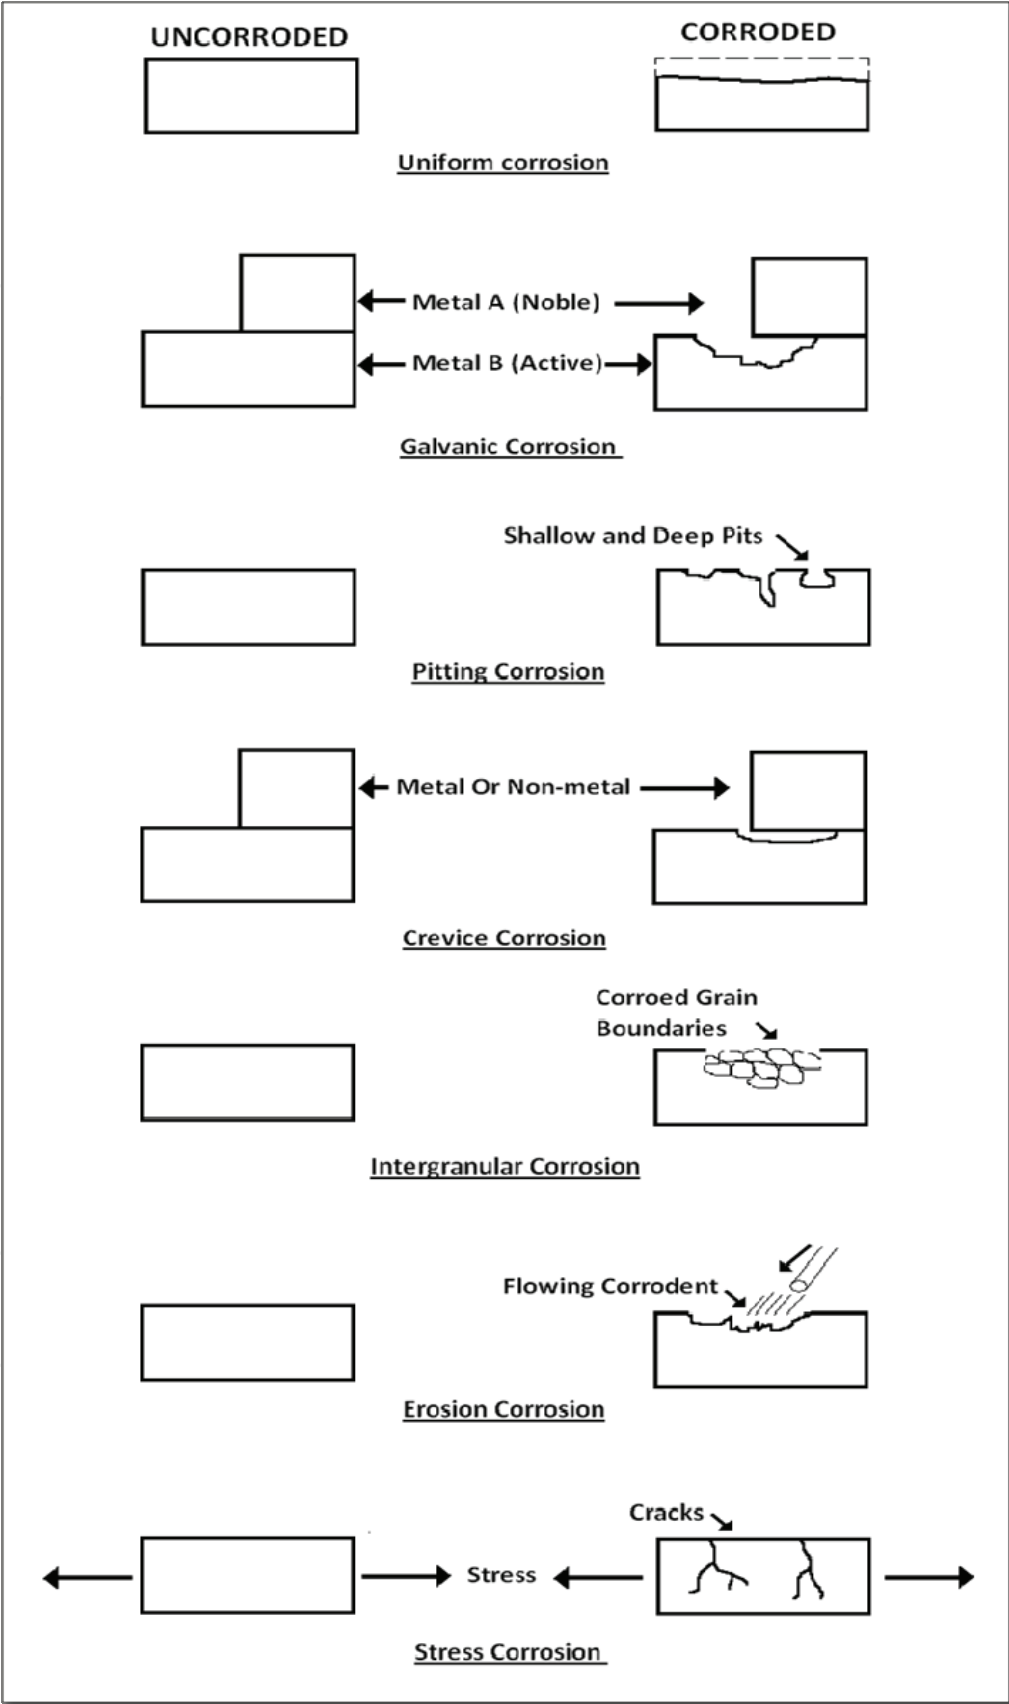 UNCORRODED
CORRODED
Uniform corrosion
Metal A (Noble)
Metal B (Active)
Galvanic Corrosion
Shallow and Deep Pits
Pitting Corrosion
Metal Or Non-metal
Crevice Corrosion
Corroed Grain
Boundaries
Intergranular Corrosion
Flowing Corrodent
Erosion Corrosion
Cracks
Stress
Stress Corrosion